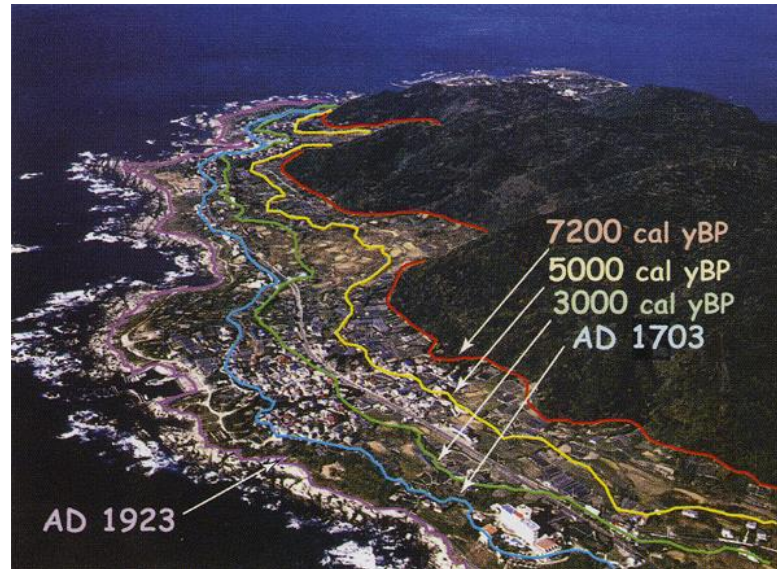 7200 cal yBP
5000 cal yBP
3000 cal yBP
AD 1703
AD 1923